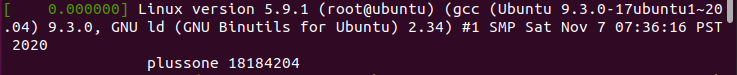 [    0.000000] Linux version 5.9.1 (root@ubuntu) (gcc (Ubuntu 9.3.0-17ubuntu1~20
.04) 9.3.0, GNU ld (GNU Binutils for Ubuntu) 2.34) #1 SMP Sat Nov 7 07:36:16 PST
 2020
                plussone 18184204